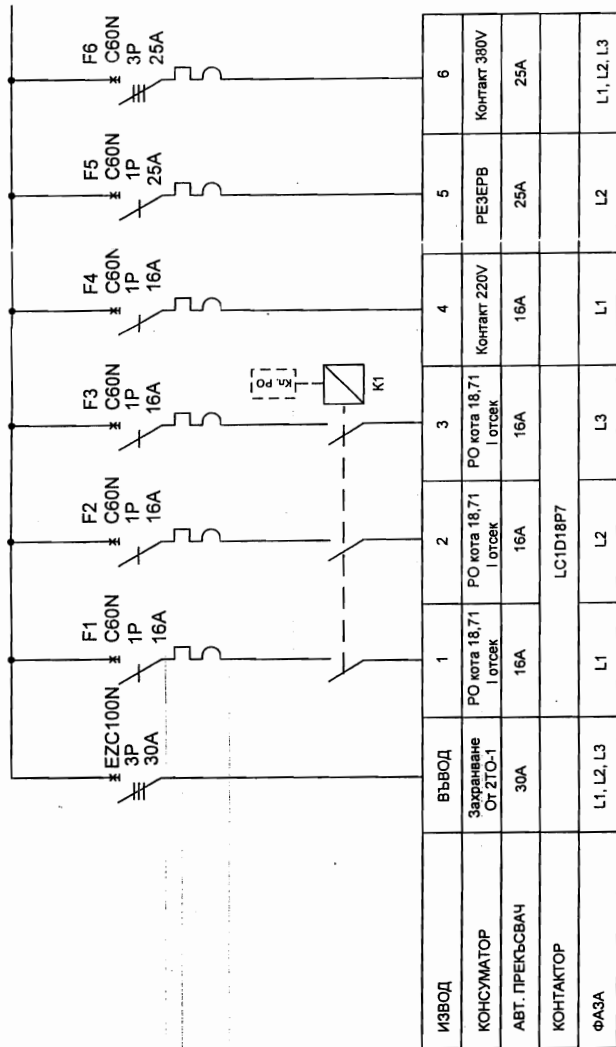 EZC100N
3P
30A
F1
C60N
1P
16A
F2
C60N
1P
16A
F3
C60N
1P
16A
F4
C60N
1P
16A
F5
C60N
1P
25A
F6
C60N
3P
25A
Кл. РО
K1
ИЗВОД ВЪВОД 1 2 3 4 5 6
КОНСУМАТОР
Захранване
От 2ТО-1
РО кота 18,71
I отсек
РО кота 18,71
I отсек
РО кота 18,71
I отсек
Контакт 220V
РЕЗЕРВ
Контакт 380V
АВТ. ПРЕКЪСВАЧ 30A 16A 16A 16A 16A 25A 25A
КОНТАКТОР LC1D18P7
ФАЗА L1, L2, L3 L1 L2 L3 L1 L2 L1, L2, L3